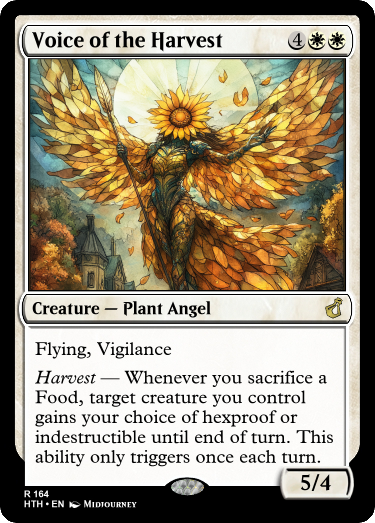 Voice of the Harvest 4
Creature — Plant Angel
Flying, Vigilance
Harvest — Whenever you sacrifice a
Food, target creature you control
gains your choice of hexproof or
indestructible until end of turn. This
ability only triggers once each turn.
5/4
R 164
HTH • EN Midjourney